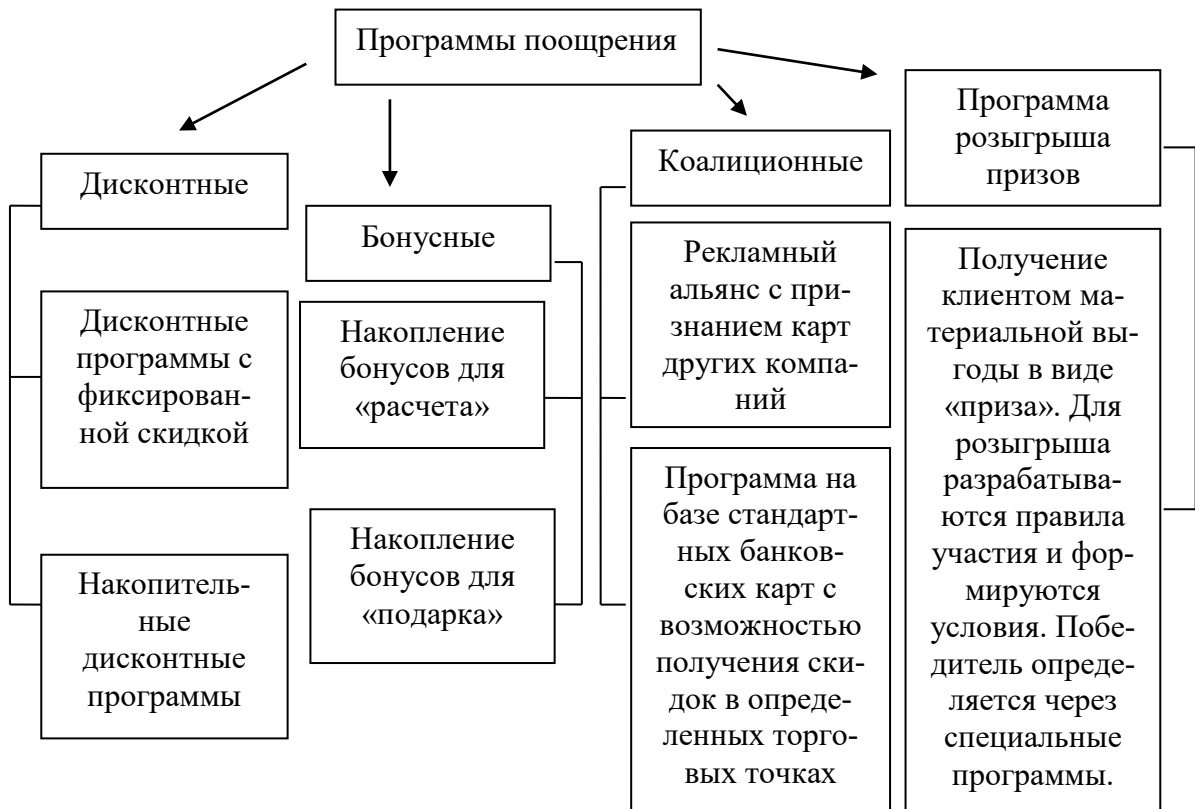 Программы поощрения
Дисконтные
Дисконтные
программы с
фиксирован-
ной скидкой
Накопитель-
ные
дисконтные
программы
Бонусные
Накопление
бонусов для
«расчета»
Накопление
бонусов для
«подарка»
Коалиционные
Рекламный
альянс с при-
знанием карт
других компа-
ний
Программа на
базе стандарт-
ных банков-
ских карт с
возможностью
получения ски-
док в опреде-
ленных торго-
вых точках
Программа
розыгрыша
призов
Получение
клиентом ма-
териальной вы-
годы в виде
«приза». Для
розыгрыша
разрабатыва-
ются правила
участия и фор-
мируются
условия. Побе-
дитель опреде-
ляется через
специальные
программы.